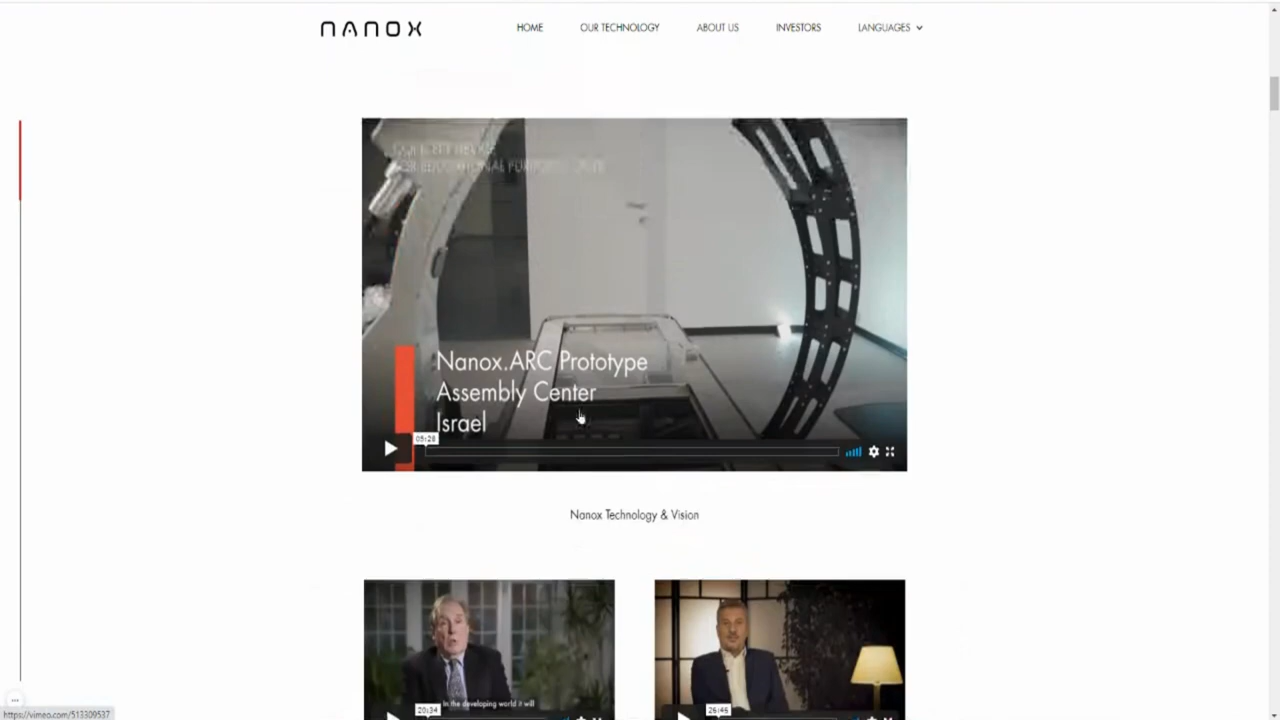 NANOX
HOME
OUR TECHNOLOGY
ABOUT US
INVESTORS
LANGUAGES
Nanox.ARC Prototype
Assembly Center
Israel
05:28
Nanox Technology & Vision
In the developing world it will
20:34
26:46
...
https://vimeo.com/513309537